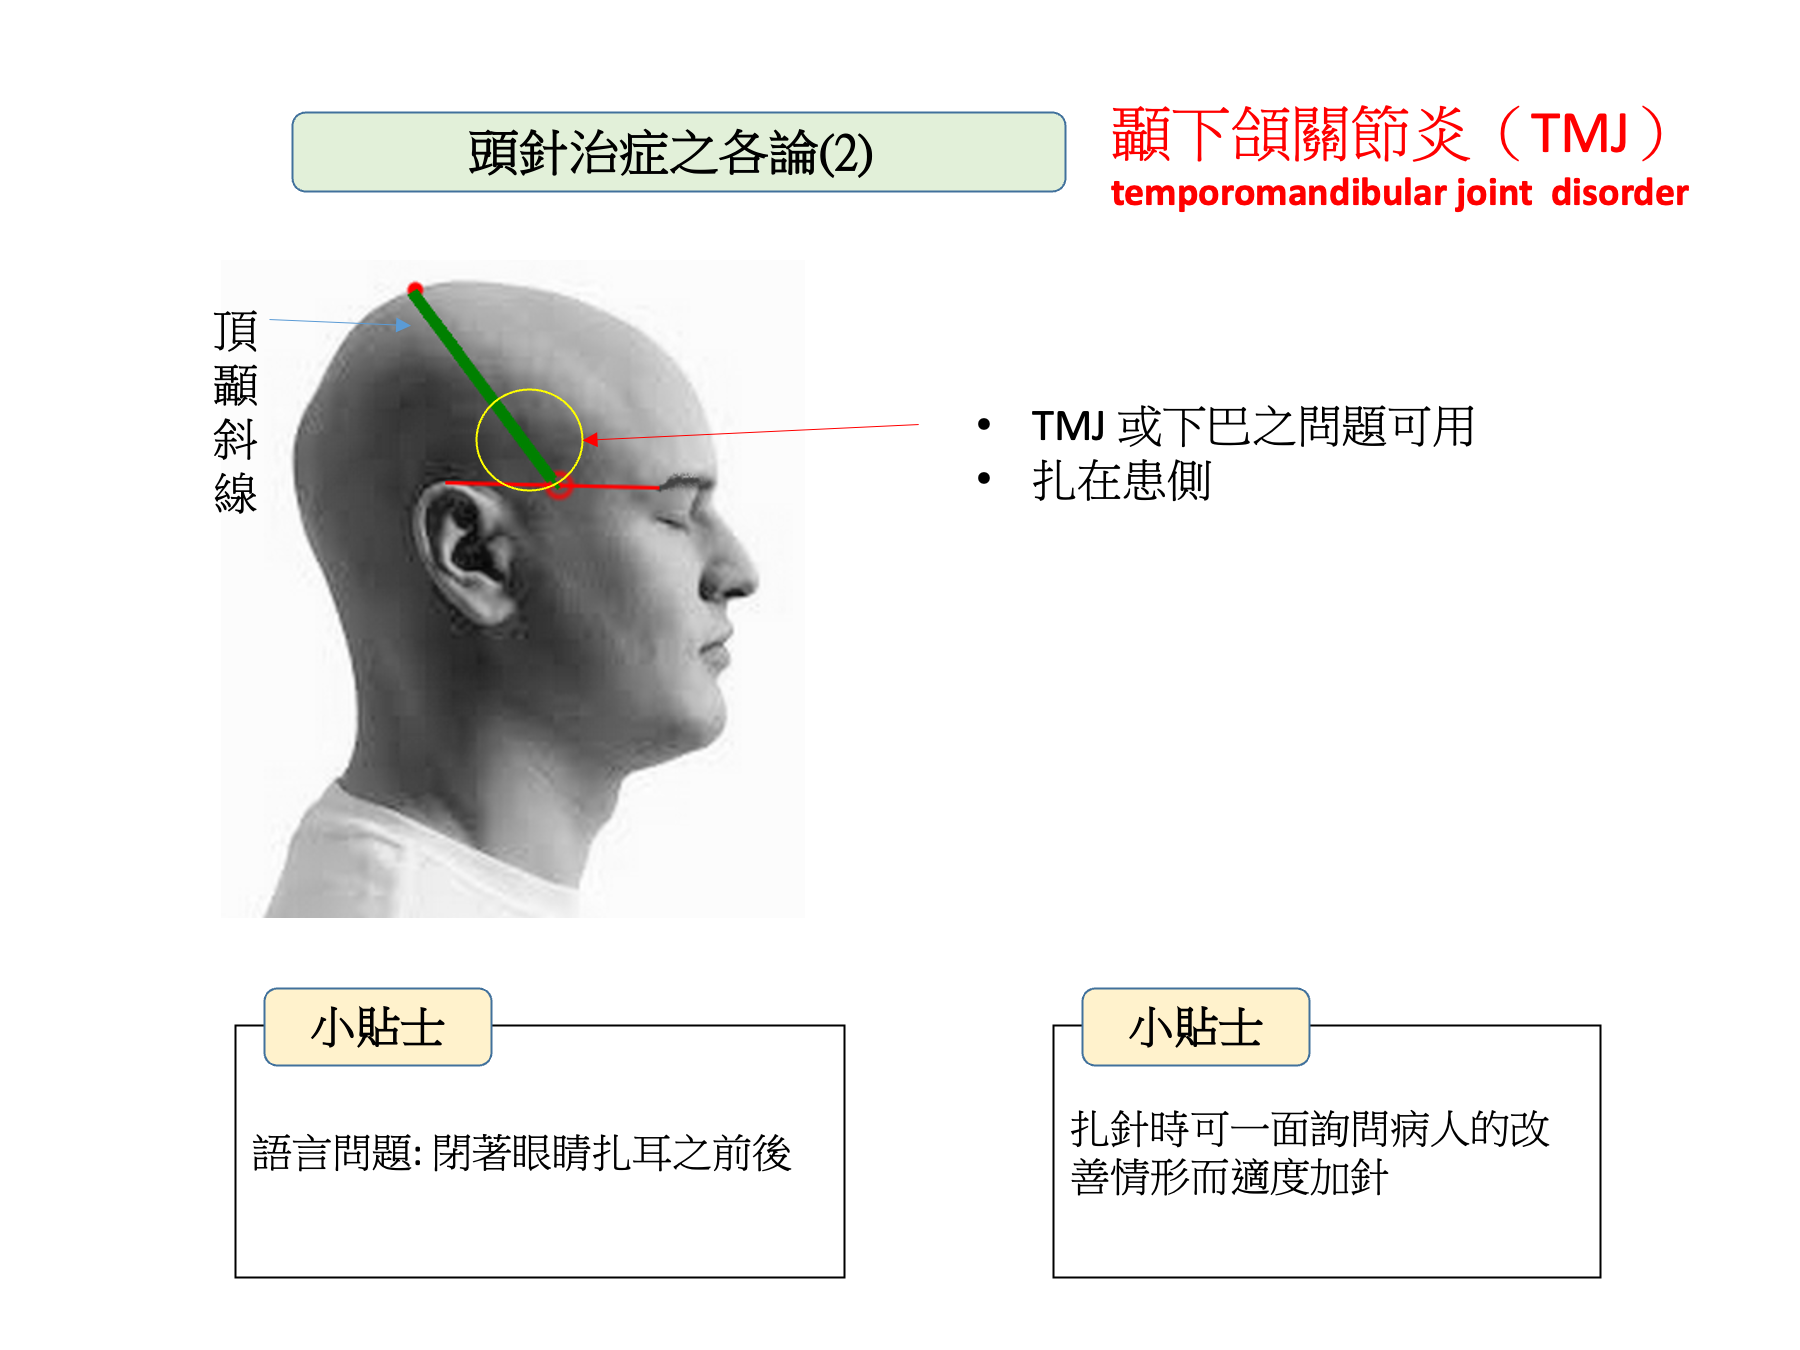 頭針治症之各論(2)
顳下頜關節炎（TMJ）
temporomandibular joint disorder
頂
顳
斜
線
• TMJ 或下巴之問題可用
• 扎在患側
小貼士
語言問題: 閉著眼睛扎耳之前後
小貼士
扎針時可一面詢問病人的改
善情形而適度加針